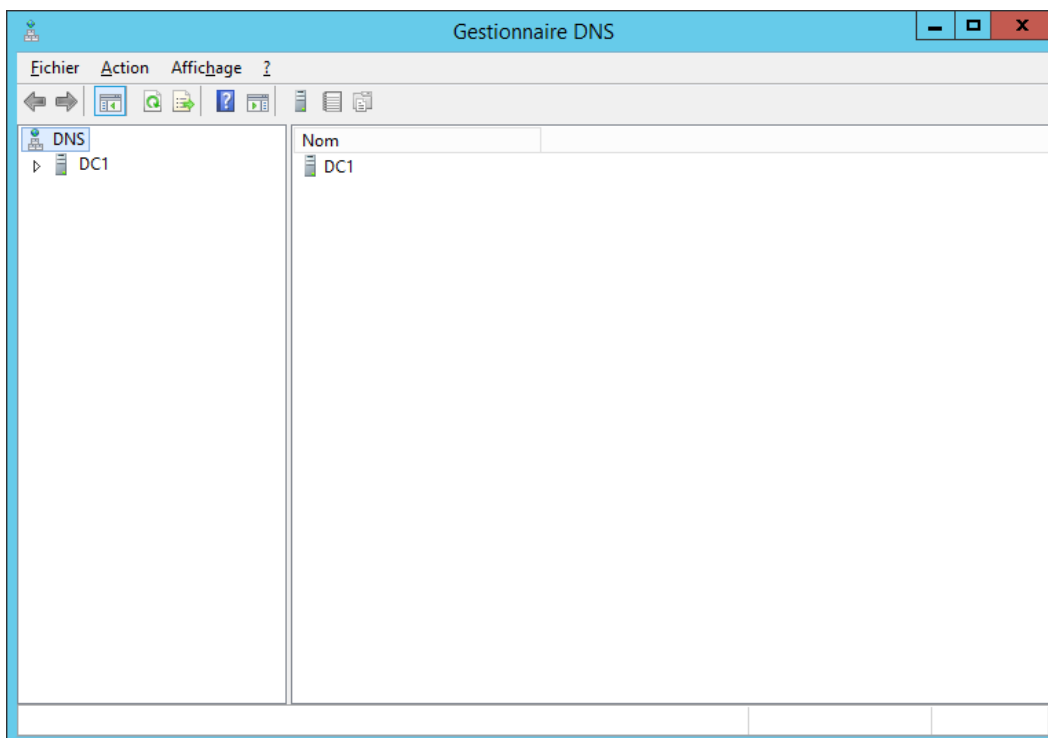 Gestionnaire DNS
Fichier Action Affichage ?
DNS
DC1
Nom
DC1